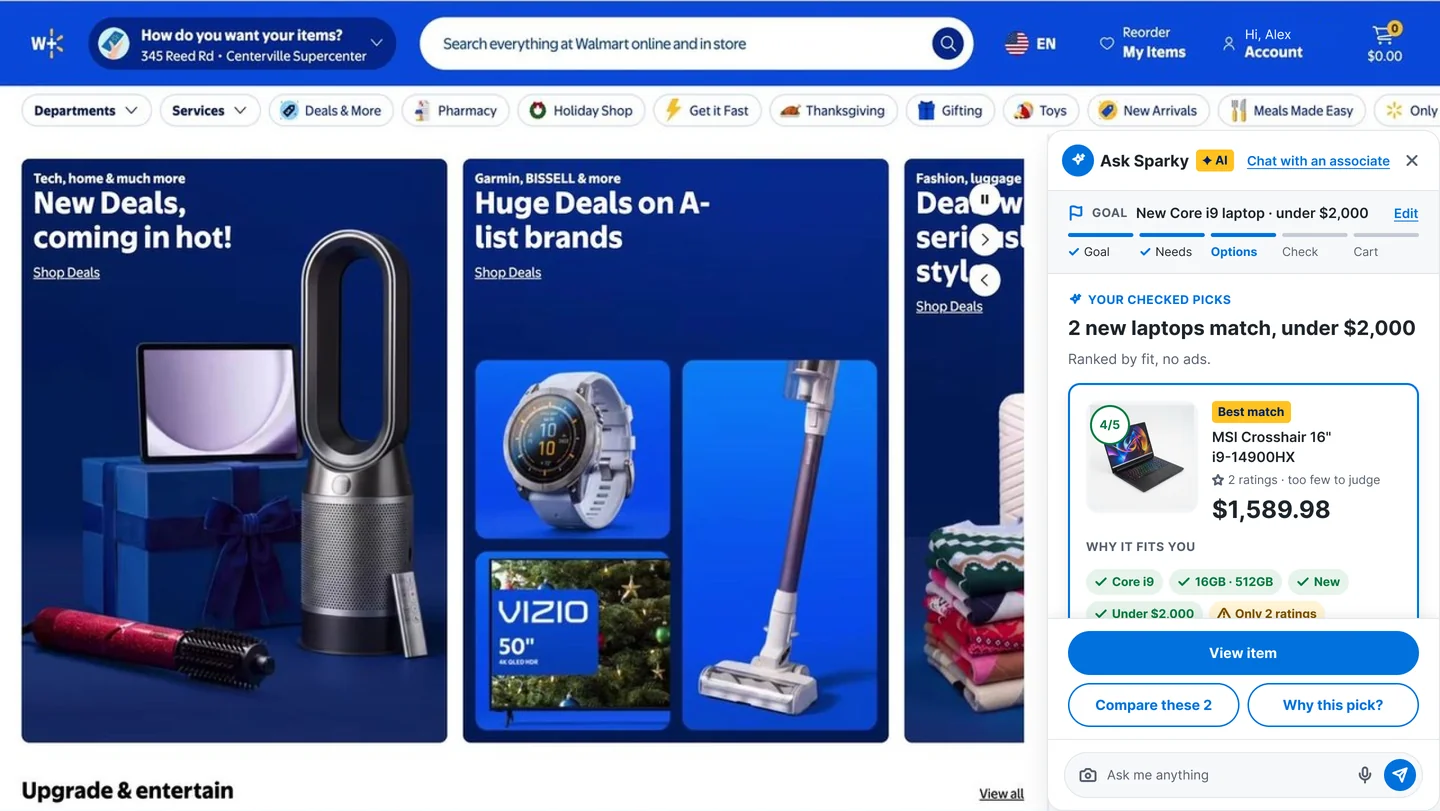 W+
How do you want your items?
345 Reed Rd • Centerville Supercenter
Search everything at Walmart online and in store
EN
Reorder
My Items
Hi, Alex
Account
0
$0.00
Departments
Services
Deals & More
Pharmacy
Holiday Shop
Get it Fast
Thanksgiving
Gifting
Toys
New Arrivals
Meals Made Easy
Only
Tech, home & much more
New Deals,
coming in hot!
Shop Deals
Garmin, BISSELL & more
Huge Deals on A-
list brands
Shop Deals
10
10
VIZIO
50"
4K QLED HDR
Fashion, luggage
Shop Deals
Upgrade & entertain
View all
Ask Sparky
AI
Chat with an associate
GOAL New Core i9 laptop · under $2,000
Edit
Goal
Needs
Options
Check
Cart
YOUR CHECKED PICKS
2 new laptops match, under $2,000
Ranked by fit, no ads.
4/5
Best match
MSI Crosshair 16"
i9-14900HX
2 ratings · too few to judge
$1,589.98
WHY IT FITS YOU
Core i9
16GB · 512GB
New
Under $2,000
Only 2 ratings
View item
Compare these 2
Why this pick?
Ask me anything